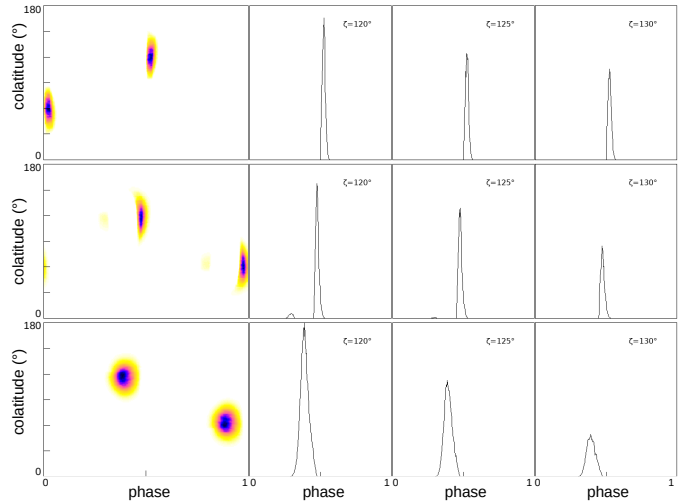 180
colatitude (°)
0
ζ=120°
ζ=125°
ζ=130°
180
colatitude (°)
0
ζ=120°
ζ=125°
ζ=130°
180
colatitude (°)
0
ζ=120°
ζ=125°
ζ=130°
0 phase 1 0 phase 1 0 phase 1 0 phase 1